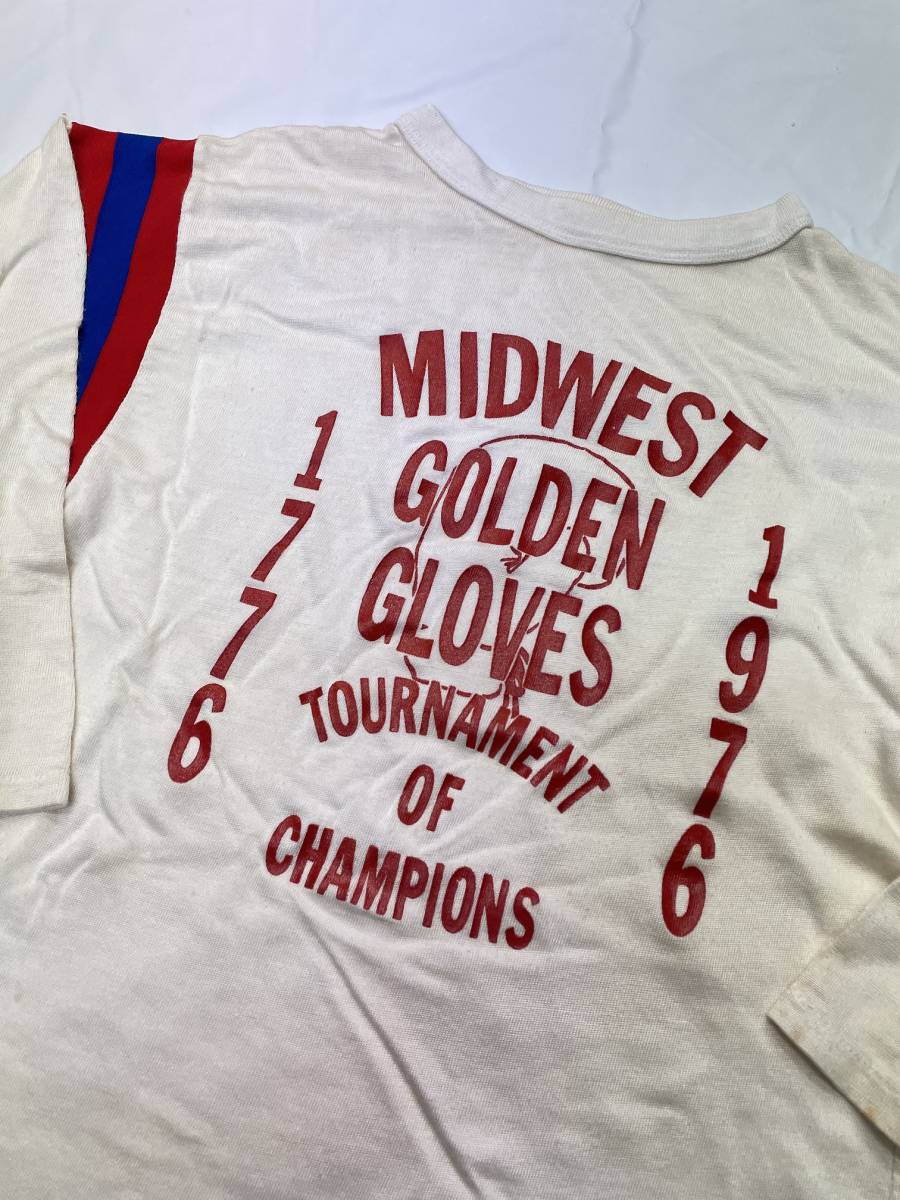 MIDWEST
GOLDEN
GLOVES
TOURNAMENT
OF
CHAMPIONS
1776
1976